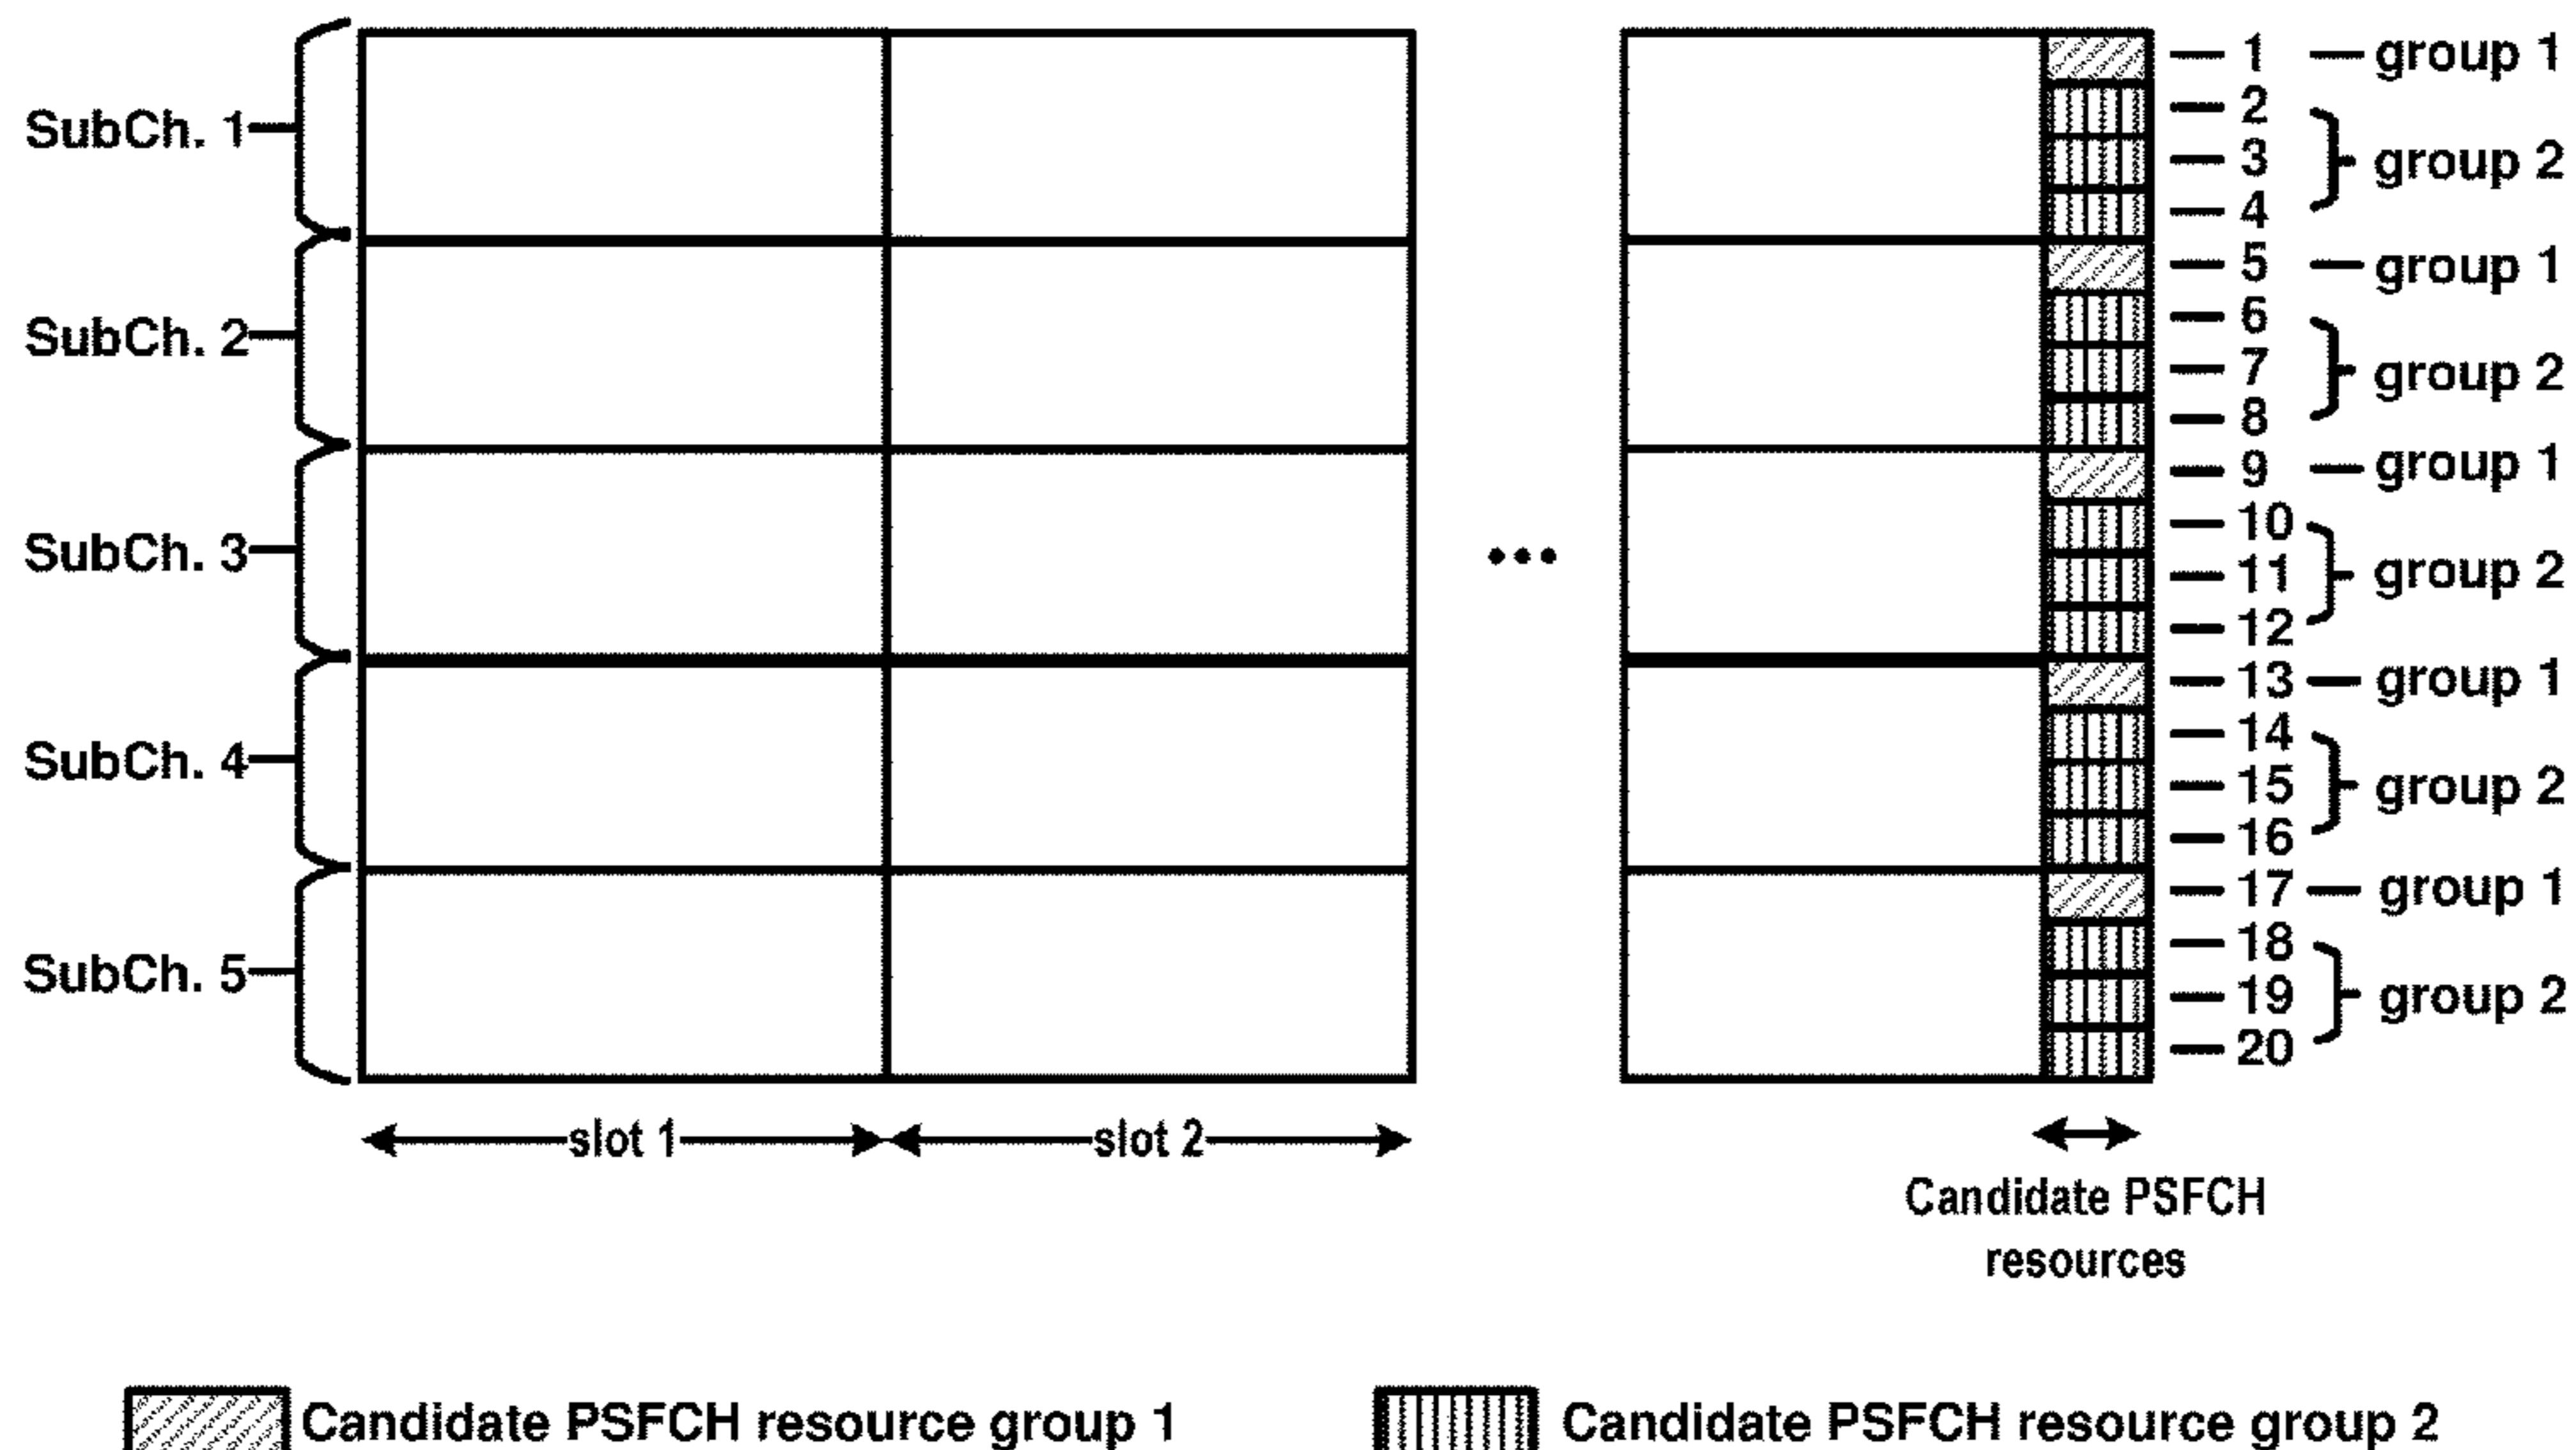 SubCh. 1
SubCh. 2
SubCh. 3
SubCh. 4
SubCh. 5
...
1 group 1
2
3 group 2
4
5 group 1
6
7 group 2
8
9 group 1
10
11 group 2
12
13 group 1
14
15 group 2
16
17 group 1
18
19 group 2
20
slot 1 slot 2
Candidate PSFCH
resources
Candidate PSFCH resource group 1
Candidate PSFCH resource group 2